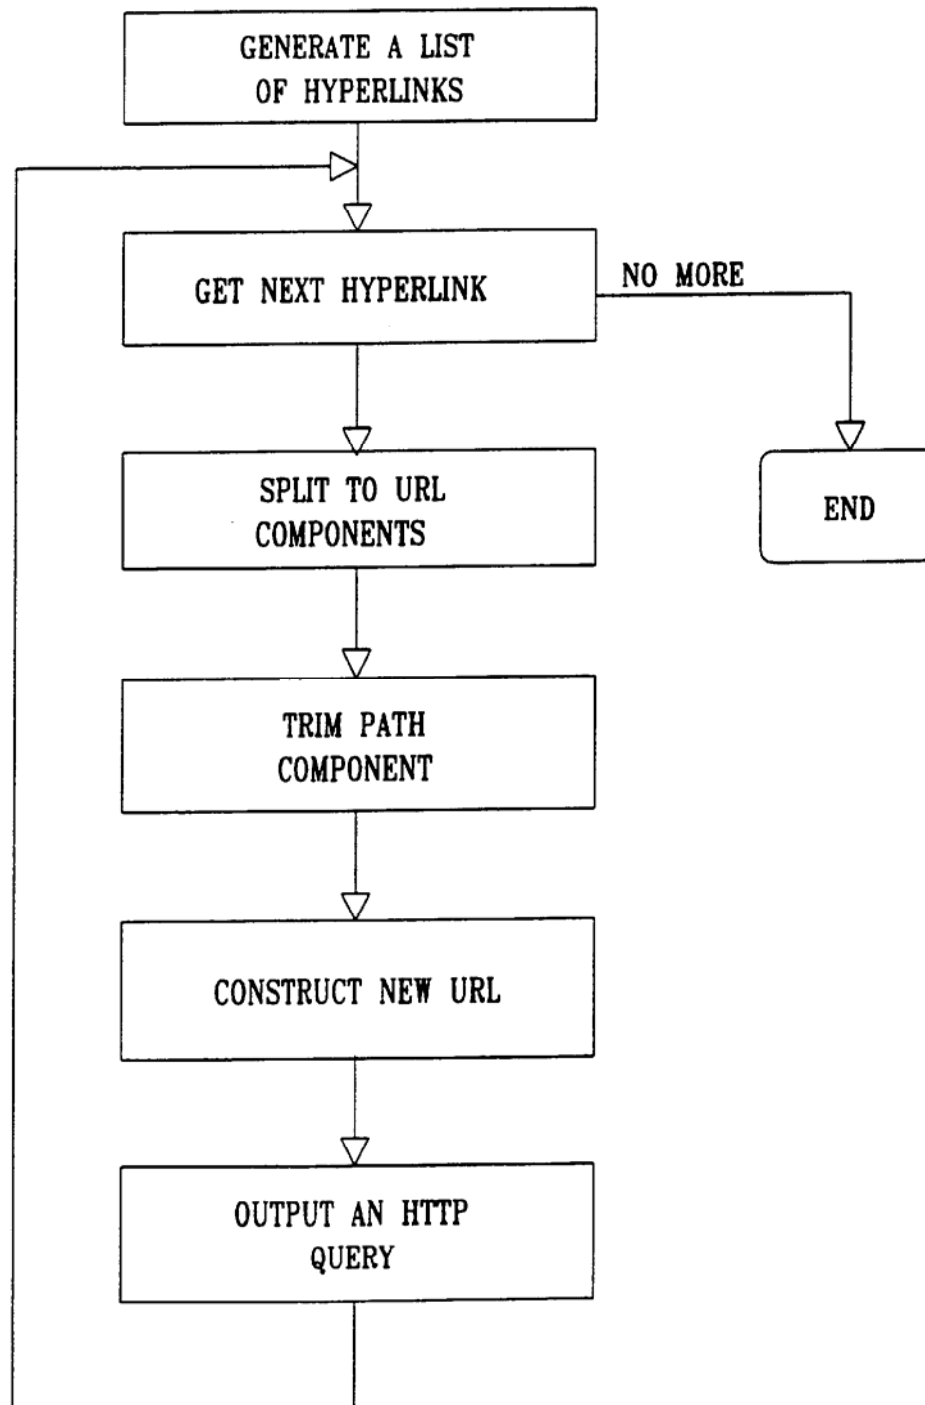 GENERATE A LIST
OF HYPERLINKS
GET NEXT HYPERLINK
NO MORE
SPLIT TO URL
COMPONENTS
END
TRIM PATH
COMPONENT
CONSTRUCT NEW URL
OUTPUT AN HTTP
QUERY